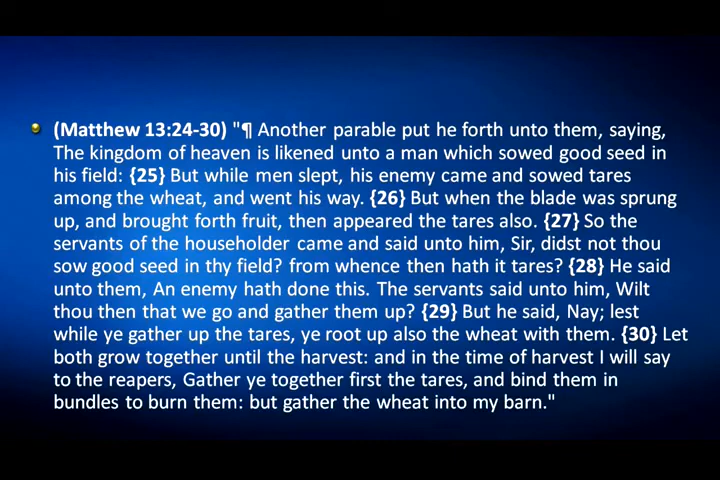 (Matthew 13:24-30) "¶ Another parable put he forth unto them, saying,
The kingdom of heaven is likened unto a man which sowed good seed in
his field: {25} But while men slept, his enemy came and sowed tares
among the wheat, and went his way. {26} But when the blade was sprung
up, and brought forth fruit, then appeared the tares also. {27} So the
servants of the householder came and said unto him, Sir, didst not thou
sow good seed in thy field? from whence then hath it tares? {28} He said
unto them, An enemy hath done this. The servants said unto him, Wilt
thou then that we go and gather them up? {29} But he said, Nay; lest
while ye gather up the tares, ye root up also the wheat with them. {30} Let
both grow together until the harvest: and in the time of harvest I will say
to the reapers, Gather ye together first the tares, and bind them in
bundles to burn them: but gather the wheat into my barn."